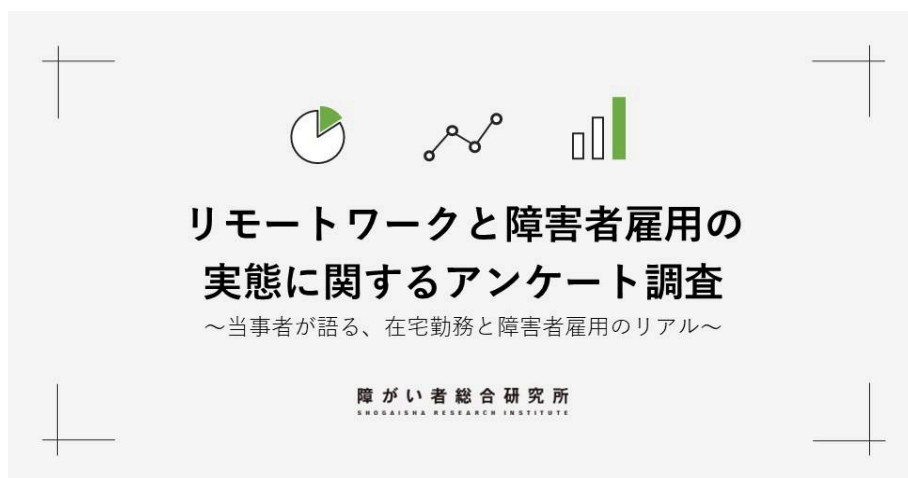 リモートワークと障害者雇用の
実態に関するアンケート調査
～当事者が語る、在宅勤務と障害者雇用のリアル～
障がい者総合研究所
SHOGAISHA RESEARCH INSTITUTE